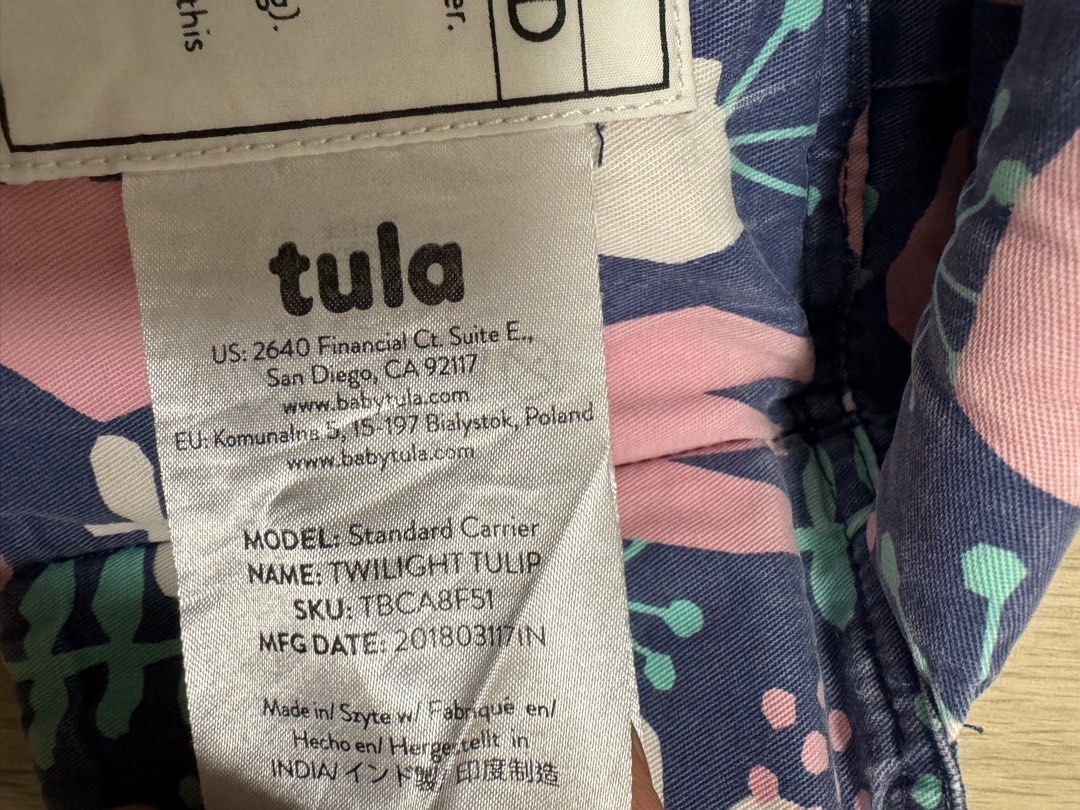 this
g).
er.
D
tula
US: 2640 Financial Ct. Suite E.,
San Diego, CA 92117
www.babytula.com
EU: Komunalna 5, 15-197 Bialystok, Poland
www.babytula.com
MODEL: Standard Carrier
NAME: TWILIGHT TULIP
SKU: TBCA8F51
MFG DATE: 201803117IN
Made in/ Szyte w/ Fabriqué en/
Hecho en/ Hergestellt in
INDIA/ インド製/ 印度制造